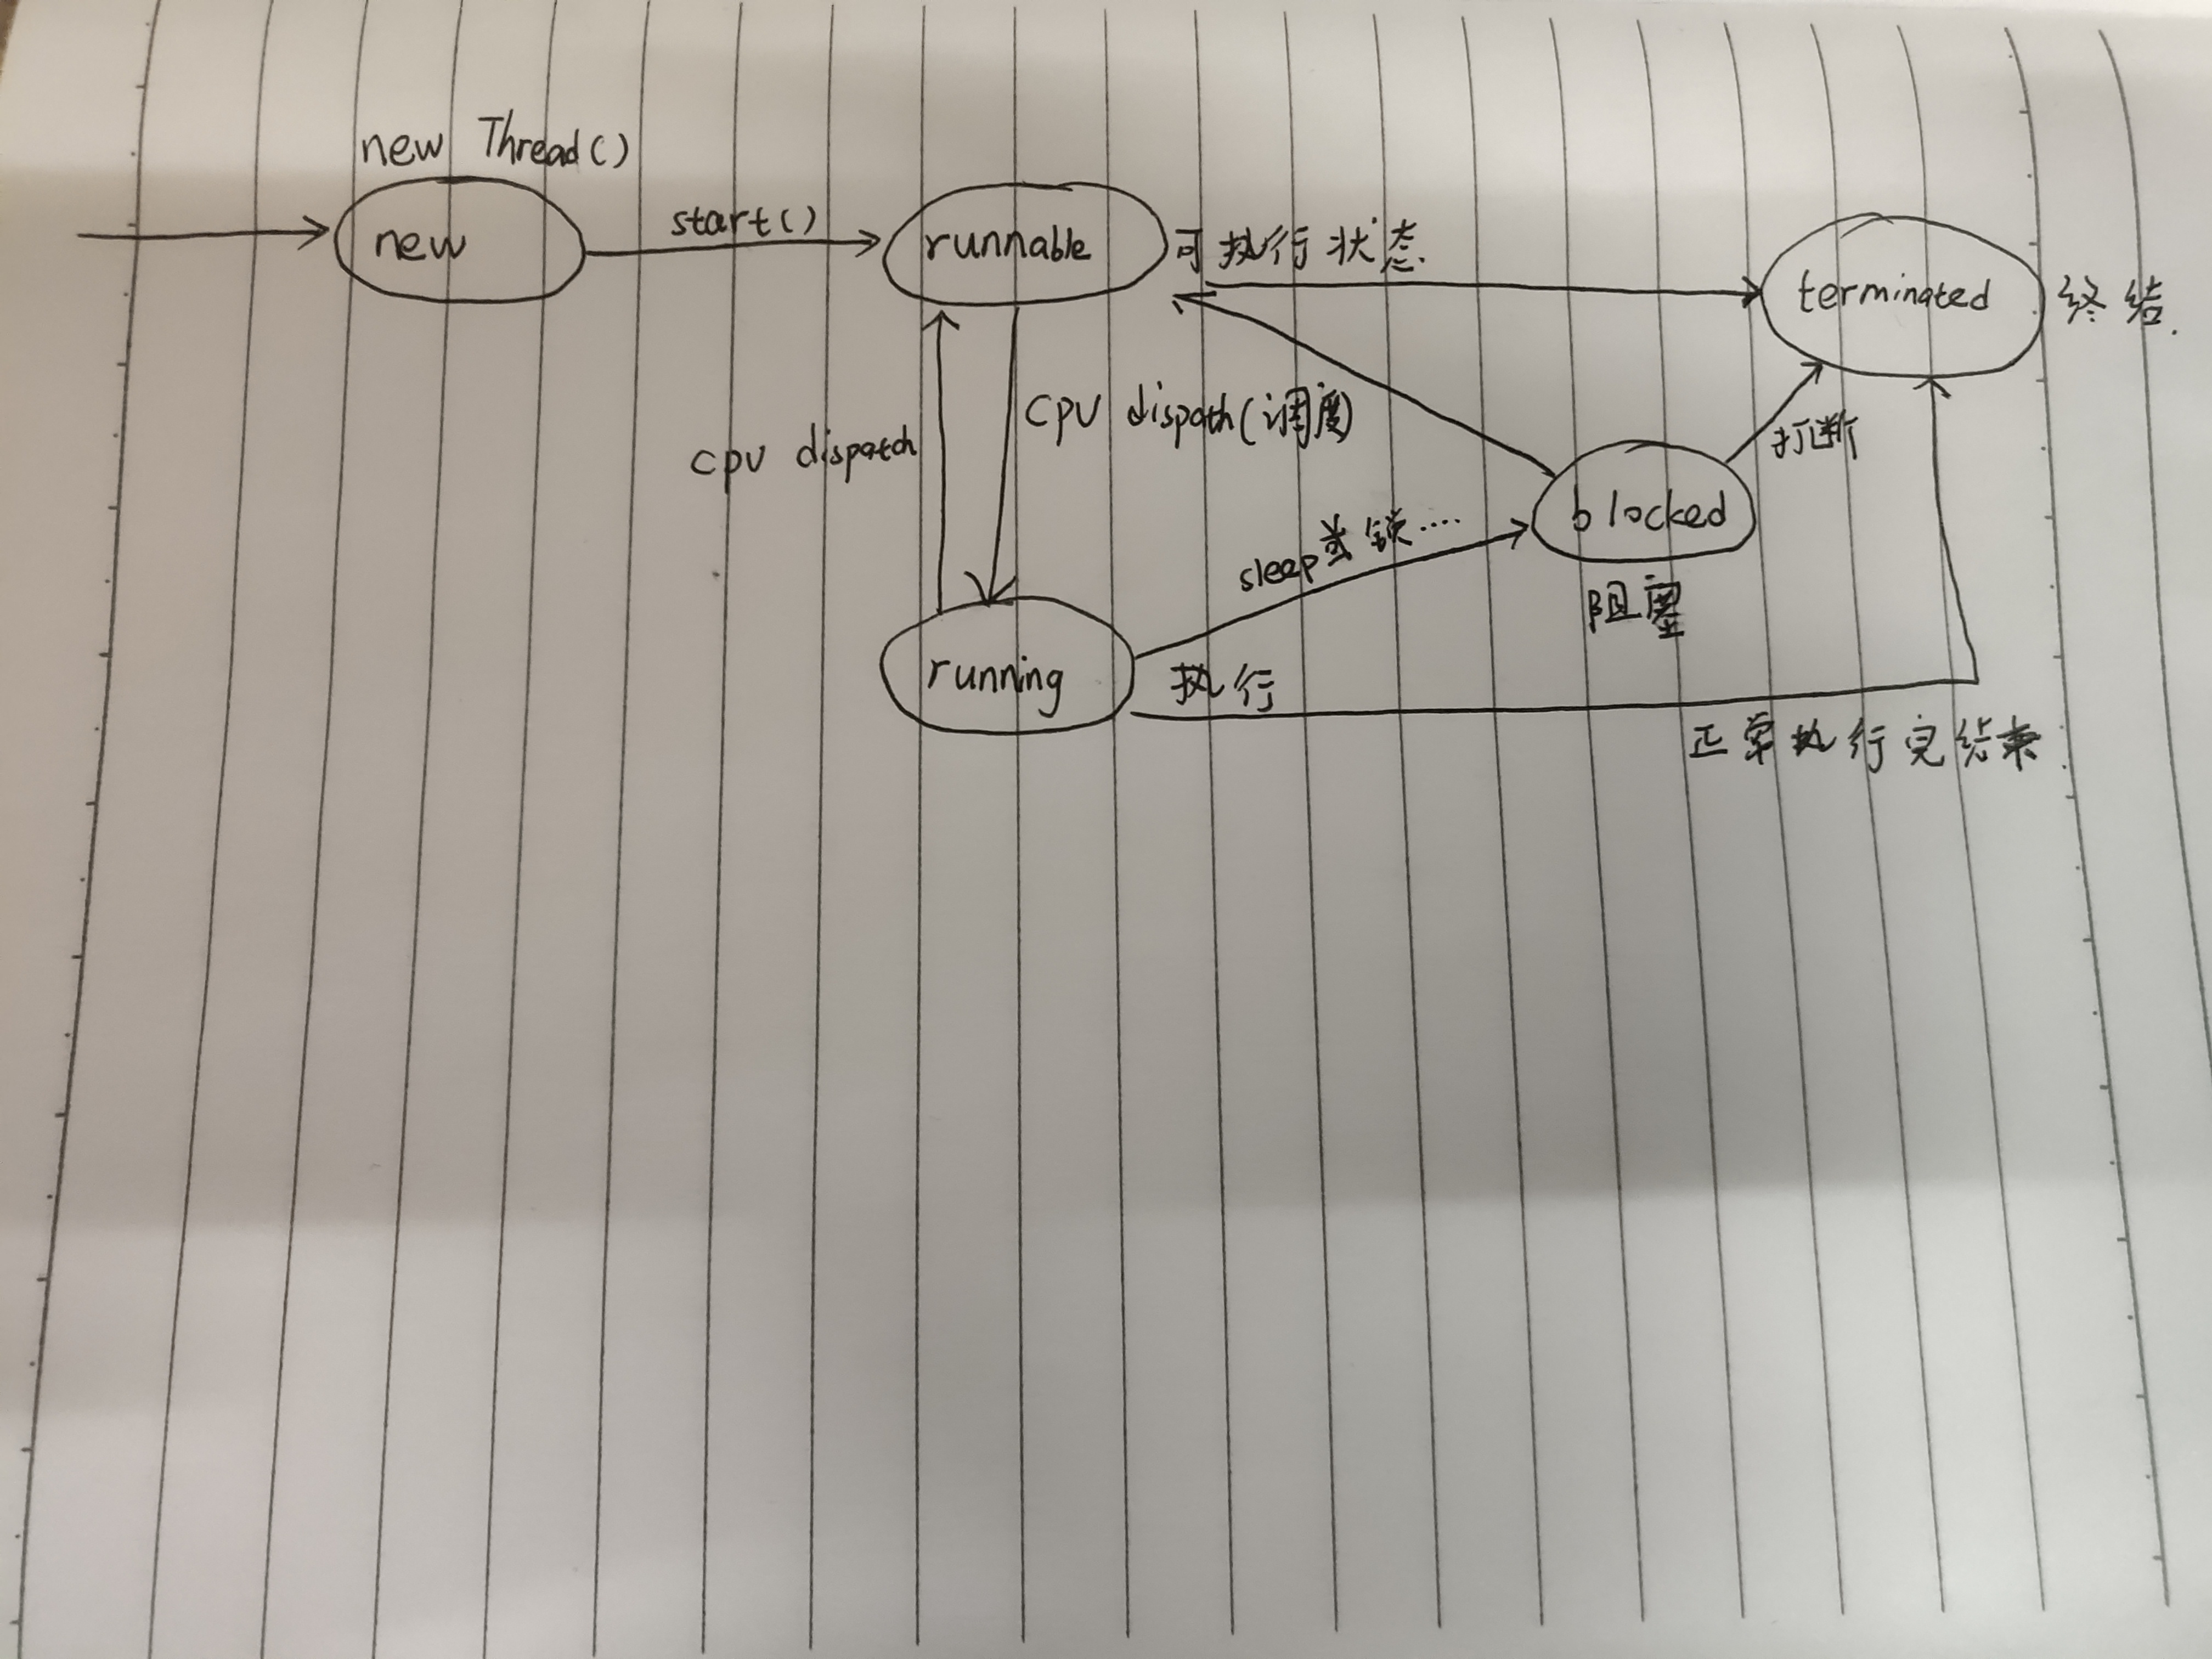 new Thread()
new
start()
runnable
可执行状态.
terminated
终结.
cpu dispatch
cpu dispath(调度)
打断
blocked
阻塞
sleep或锁....
running
执行
正常执行完结束